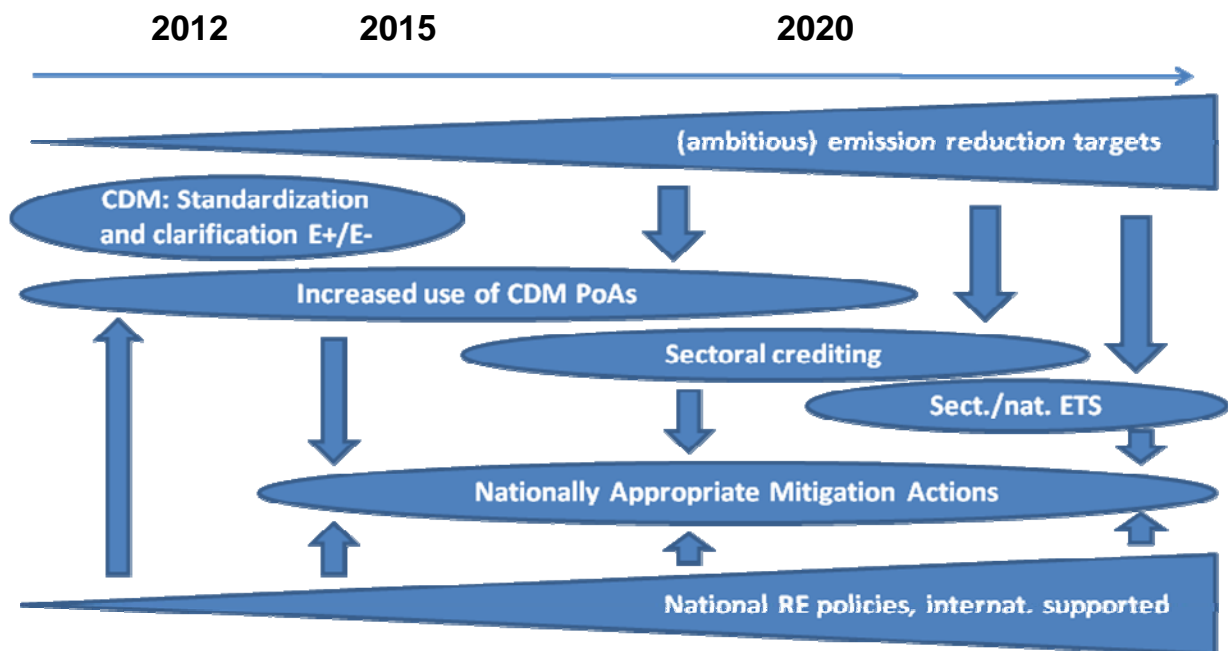 2012 2015 2020
(ambitious) emission reduction targets
CDM: Standardization
and clarification E+/E-
Increased use of CDM PoAs
Sectoral crediting
Sect./nat. ETS
Nationally Appropriate Mitigation Actions
National RE policies, internat. supported